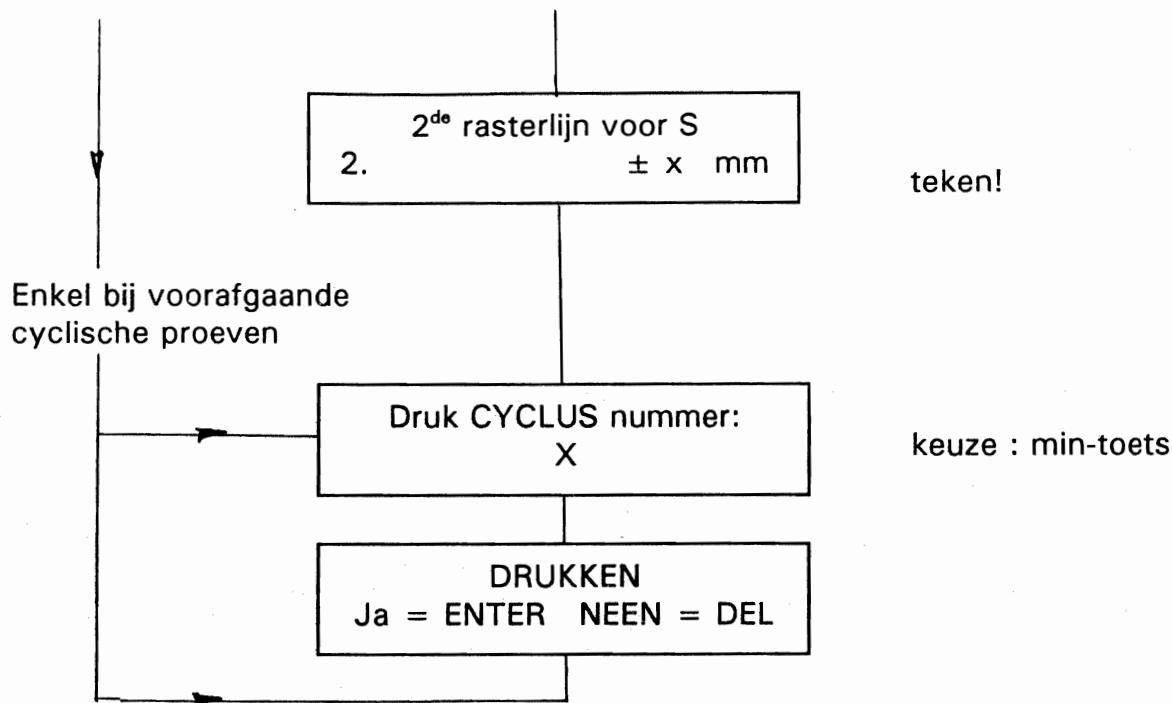 2de rasterlijn voor S
2. ± x mm
teken!
Enkel bij voorafgaande
cyclische proeven
Druk CYCLUS nummer:
X
keuze : min-toets
DRUKKEN
Ja = ENTER NEEN = DEL